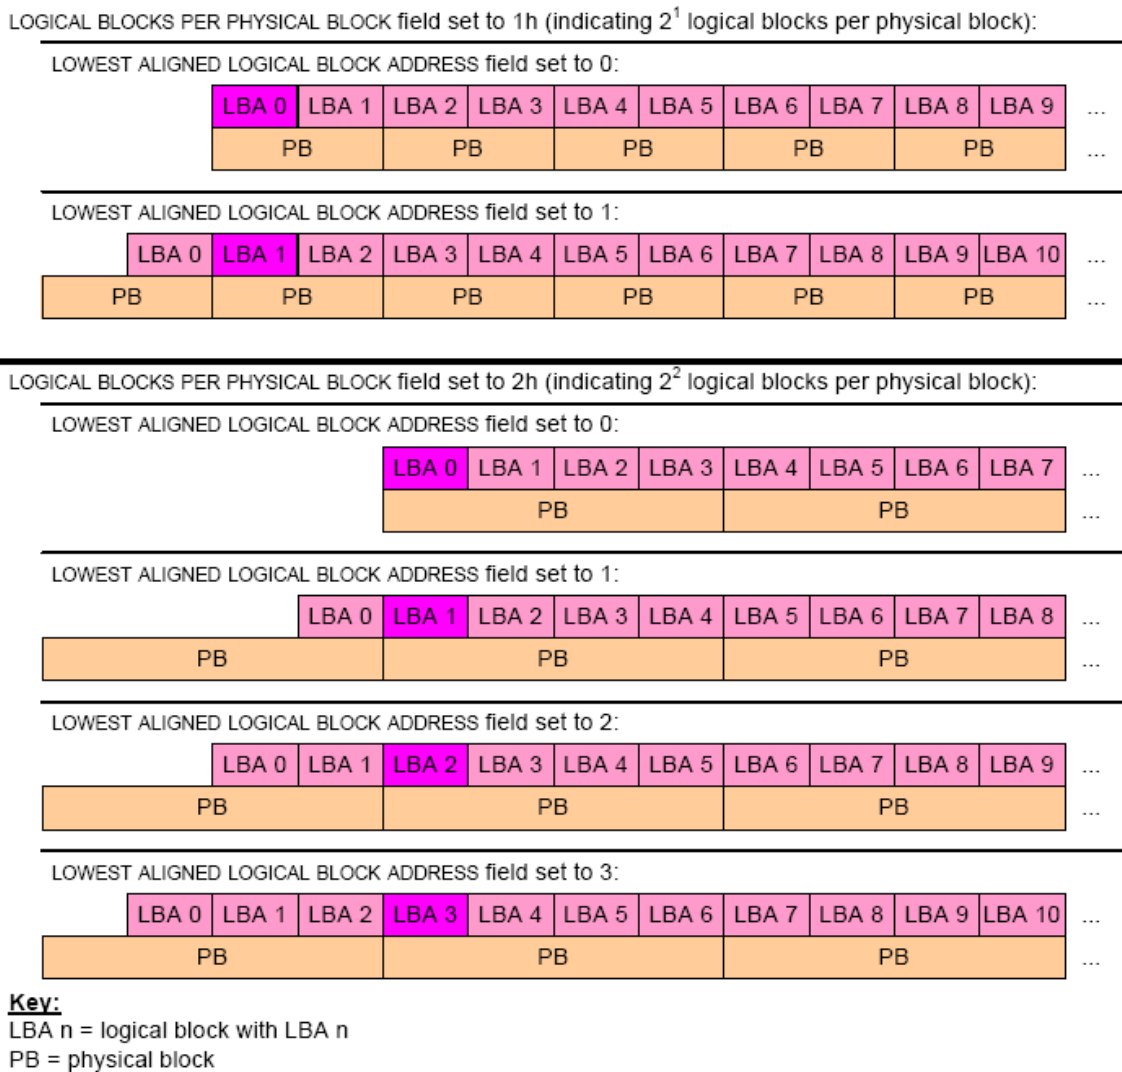 LOGICAL BLOCKS PER PHYSICAL BLOCK field set to 1h (indicating 2¹ logical blocks per physical block):
LOWEST ALIGNED LOGICAL BLOCK ADDRESS field set to 0:
LBA 0 LBA 1 LBA 2 LBA 3 LBA 4 LBA 5 LBA 6 LBA 7 LBA 8 LBA 9 ...
PB PB PB PB PB ...
LOWEST ALIGNED LOGICAL BLOCK ADDRESS field set to 1:
LBA 0 LBA 1 LBA 2 LBA 3 LBA 4 LBA 5 LBA 6 LBA 7 LBA 8 LBA 9 LBA 10 ...
PB PB PB PB PB PB ...
LOGICAL BLOCKS PER PHYSICAL BLOCK field set to 2h (indicating 2² logical blocks per physical block):
LOWEST ALIGNED LOGICAL BLOCK ADDRESS field set to 0:
LBA 0 LBA 1 LBA 2 LBA 3 LBA 4 LBA 5 LBA 6 LBA 7 ...
PB PB ...
LOWEST ALIGNED LOGICAL BLOCK ADDRESS field set to 1:
LBA 0 LBA 1 LBA 2 LBA 3 LBA 4 LBA 5 LBA 6 LBA 7 LBA 8 ...
PB PB PB ...
LOWEST ALIGNED LOGICAL BLOCK ADDRESS field set to 2:
LBA 0 LBA 1 LBA 2 LBA 3 LBA 4 LBA 5 LBA 6 LBA 7 LBA 8 LBA 9 ...
PB PB PB ...
LOWEST ALIGNED LOGICAL BLOCK ADDRESS field set to 3:
LBA 0 LBA 1 LBA 2 LBA 3 LBA 4 LBA 5 LBA 6 LBA 7 LBA 8 LBA 9 LBA 10 ...
PB PB PB ...
Key:
LBA n = logical block with LBA n
PB = physical block